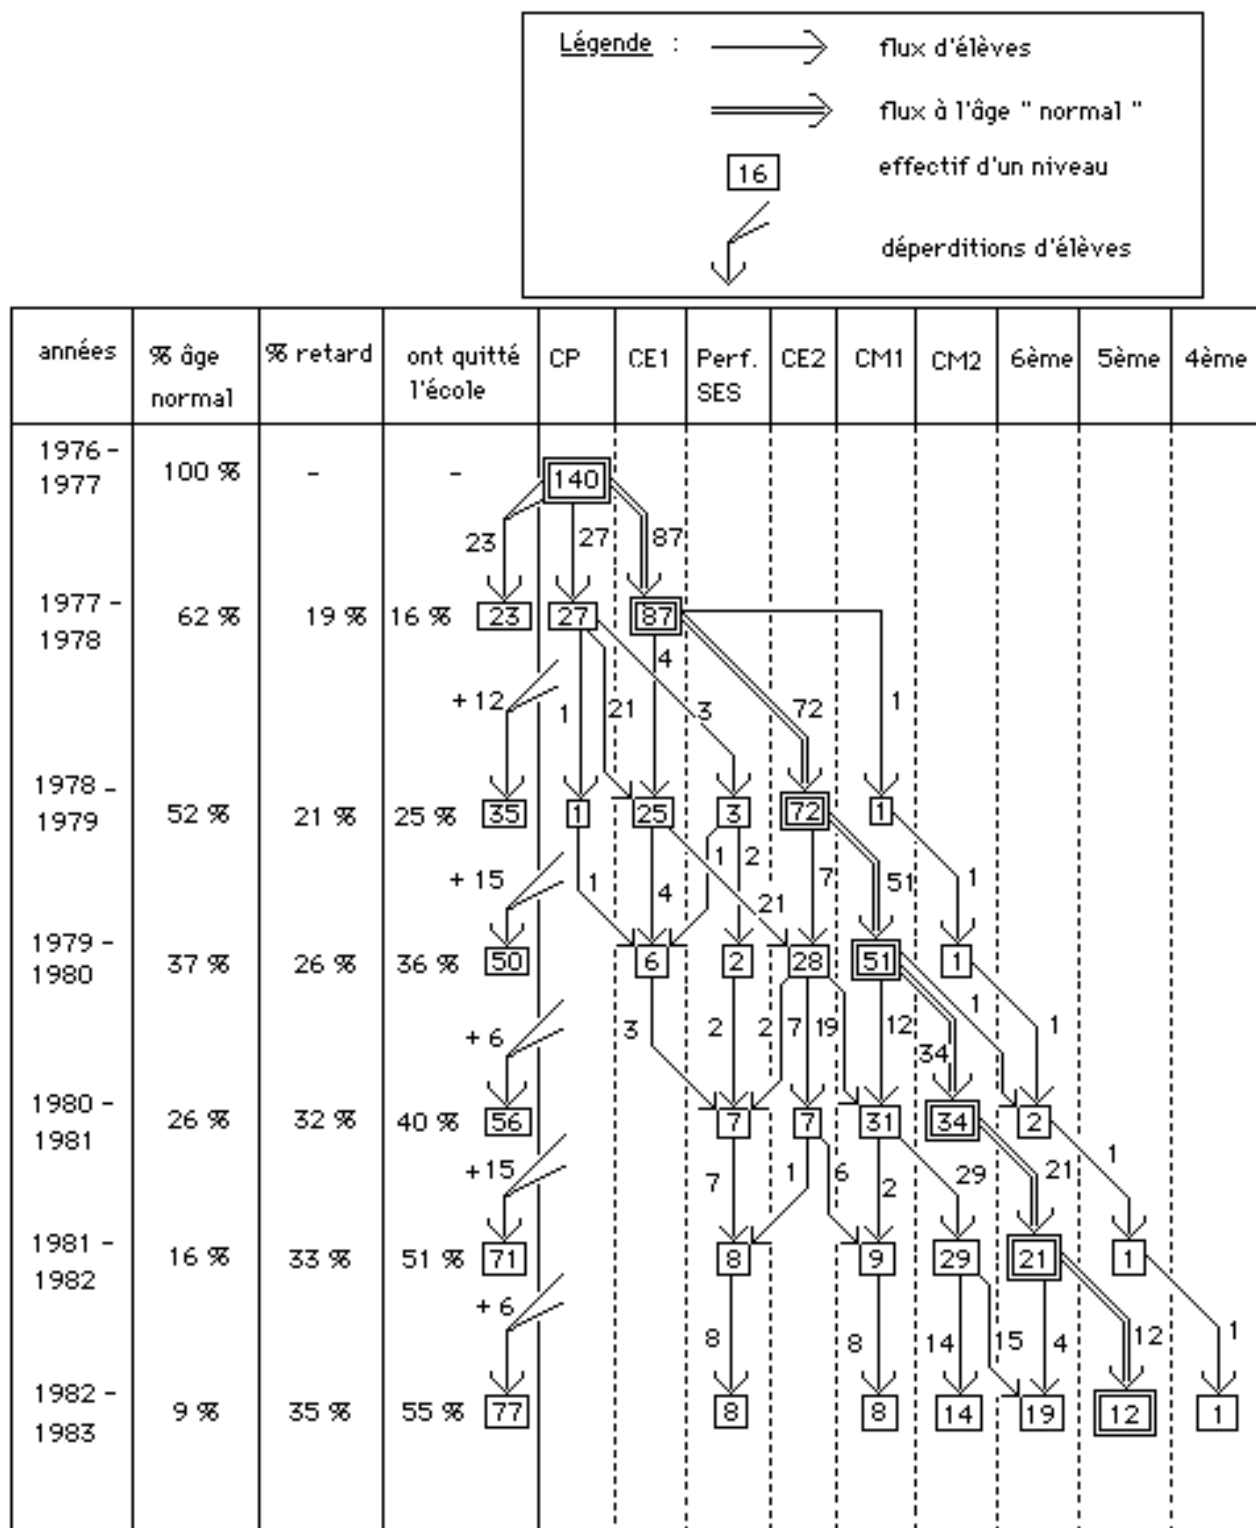 Légende :
flux d'élèves
flux à l'âge " normal "
16
effectif d'un niveau
déperditions d'élèves
années
% âge
normal
% retard
ont quitté
l'école
CP
CE1
Perf.
SES
CE2
CM1
CM2
6ème
5ème
4ème
1976 -
1977
100 % - - 140
23 27 87
1977 -
1978
62 % 19 % 16 % 23 27 87
4
+ 12 1 21 3 72 1
1978 -
1979
52 % 21 % 25 % 35 1 25 3 72 1
+ 15 1 4 1 2 21 7 51 1
1979 -
1980
37 % 26 % 36 % 50 6 2 28 51 1
+ 6 3 2 2 7 19 12 34 1 1
1980 -
1981
26 % 32 % 40 % 56 7 7 31 34 2
+15 7 1 6 2 29 21 1
1981 -
1982
16 % 33 % 51 % 71 8 9 29 21 1
+ 6 8 8 14 15 4 12 1
1982 -
1983
9 % 35 % 55 % 77 8 8 14 19 12 1